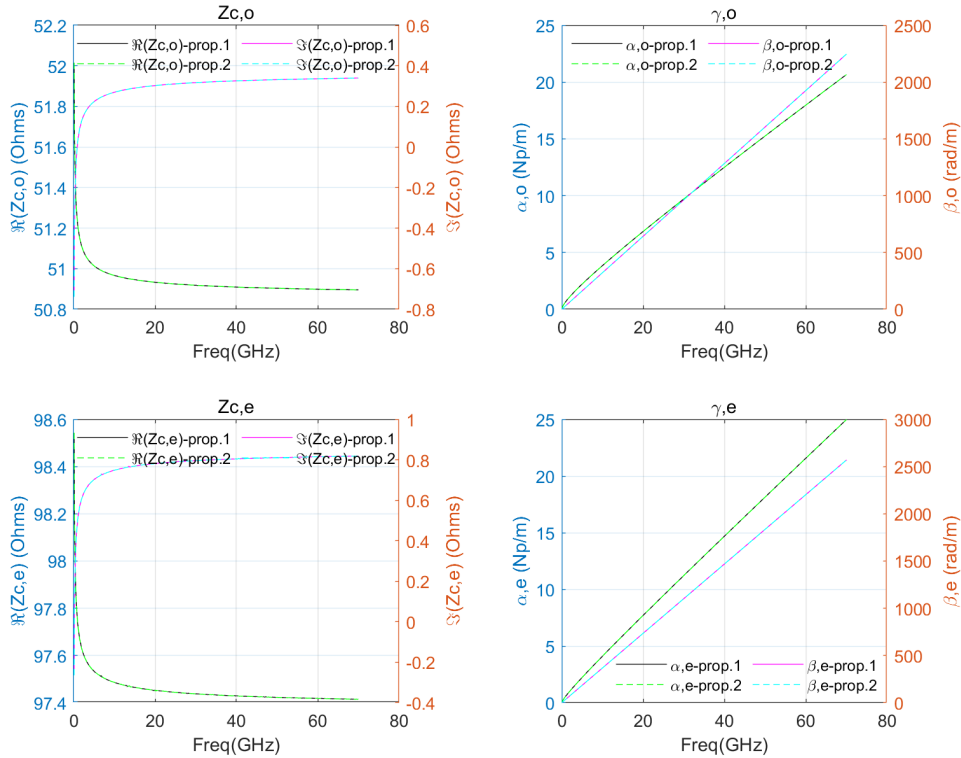 Zc,o
52.2
52
51.8
51.6
51.4
51.2
51
50.8
ℜ(Zc,o) (Ohms)
ℜ(Zc,o)-prop.1
ℜ(Zc,o)-prop.2
ℑ(Zc,o)-prop.1
ℑ(Zc,o)-prop.2
0.6
0.4
0.2
0
-0.2
-0.4
-0.6
-0.8
ℑ(Zc,o) (Ohms)
0 20 40 60 80
Freq(GHz)
γ,o
25
20
15
10
5
0
α,o (Np/m)
α,o-prop.1
α,o-prop.2
β,o-prop.1
β,o-prop.2
2500
2000
1500
1000
500
0
β,o (rad/m)
0 20 40 60 80
Freq(GHz)
Zc,e
98.6
98.4
98.2
98
97.8
97.6
97.4
ℜ(Zc,e) (Ohms)
ℜ(Zc,e)-prop.1
ℜ(Zc,e)-prop.2
ℑ(Zc,e)-prop.1
ℑ(Zc,e)-prop.2
1
0.8
0.6
0.4
0.2
0
-0.2
-0.4
ℑ(Zc,e) (Ohms)
0 20 40 60 80
Freq(GHz)
γ,e
25
20
15
10
5
0
α,e (Np/m)
α,e-prop.1
α,e-prop.2
β,e-prop.1
β,e-prop.2
3000
2500
2000
1500
1000
500
0
β,e (rad/m)
0 20 40 60 80
Freq(GHz)